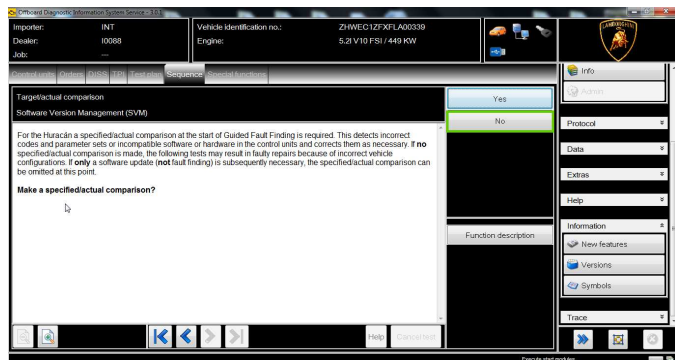 Offboard Diagnostic Information System Service - 3.0.
Importer:
INT
Dealer:
I0088
Job:
---
Vehicle identification no.:
ZHWEC1ZFXFLA00339
Engine:
5.2l V10 FSI / 449 KW
LAMBORGHINI
Control units
Orders
DISS
TPI
Test plan
Sequence
Special functions
Target/actual comparison
Software Version Management (SVM)
For the Huracán a specified/actual comparison at the start of Guided Fault Finding is required. This detects incorrect
codes and parameter sets or incompatible software or hardware in the control units and corrects them as necessary. If no
specified/actual comparison is made, the following tests may result in faulty repairs because of incorrect vehicle
configurations. If only a software update (not fault finding) is subsequently necessary, the specified/actual comparison can
be omitted at this point.
Make a specified/actual comparison?
Yes
No
Function description
Help
Cancel test
Info
Admin
Protocol
Data
Extras
Help
Information
New features
Versions
Symbols
Trace
Execute start modules